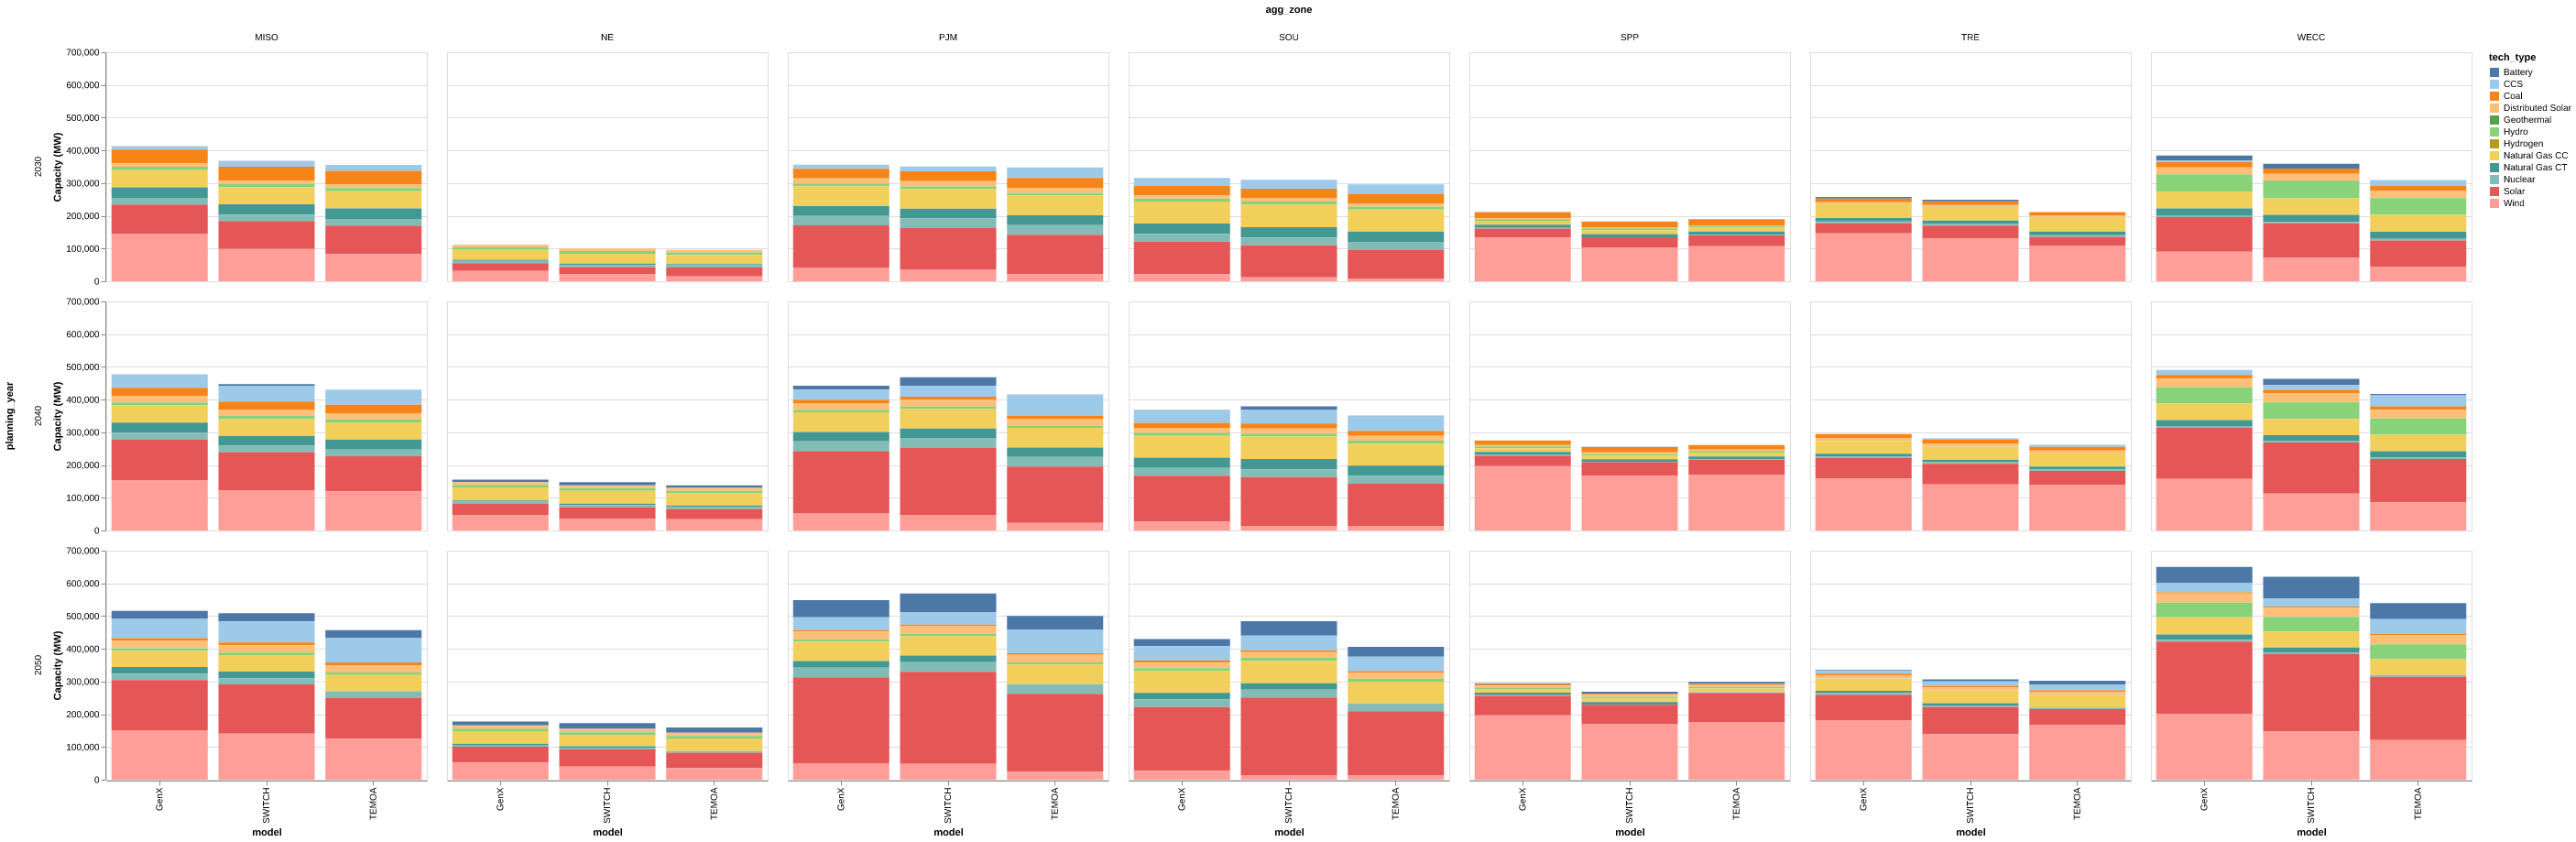 agg_zone
MISO NE PJM SOU SPP TRE WECC
tech_type
Battery
CCS
Coal
Distributed Solar
Geothermal
Hydro
Hydrogen
Natural Gas CC
Natural Gas CT
Nuclear
Solar
Wind
planning_year
2030
Capacity (MW)
700,000
600,000
500,000
400,000
300,000
200,000
100,000
0
2040
Capacity (MW)
700,000
600,000
500,000
400,000
300,000
200,000
100,000
0
2050
Capacity (MW)
700,000
600,000
500,000
400,000
300,000
200,000
100,000
0
GenX SWITCH TEMOA GenX SWITCH TEMOA GenX SWITCH TEMOA GenX SWITCH TEMOA GenX SWITCH TEMOA GenX SWITCH TEMOA GenX SWITCH TEMOA
model model model model model model model